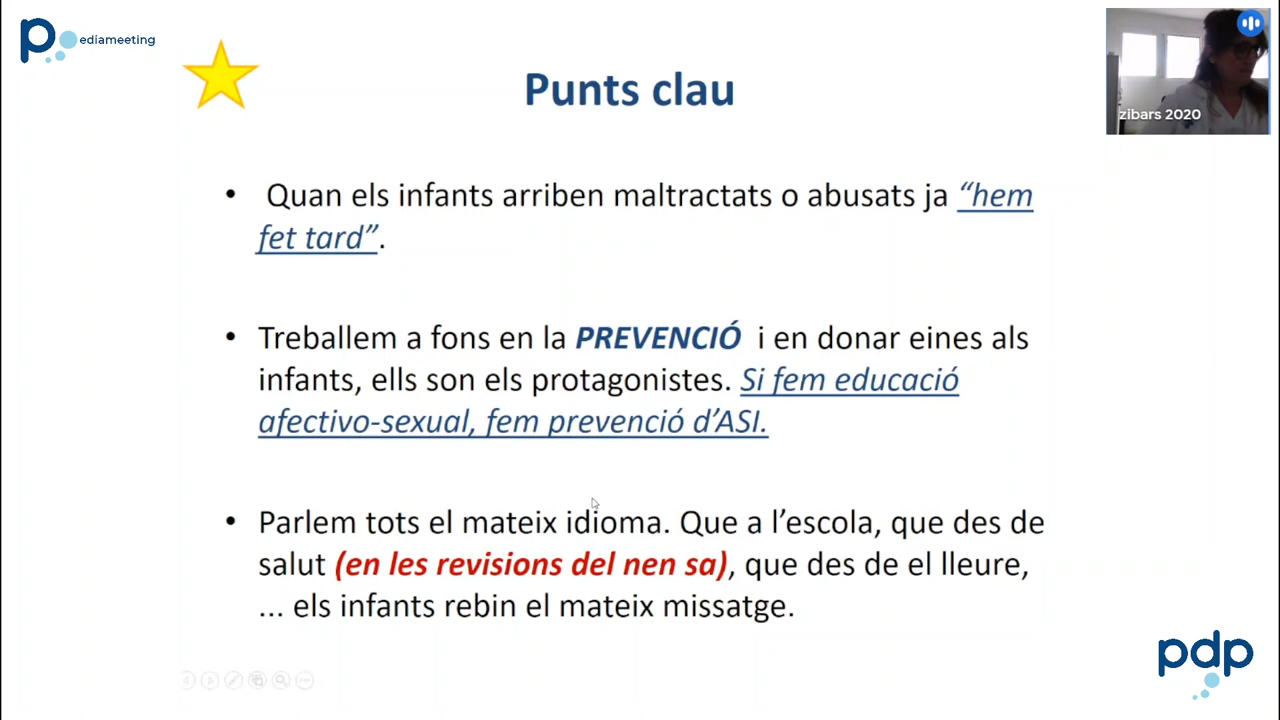 pediameeting
zibars 2020
Punts clau
• Quan els infants arriben maltractats o abusats ja “hem
fet tard”.
• Treballem a fons en la PREVENCIÓ i en donar eines als
infants, ells son els protagonistes. Si fem educació
afectivo-sexual, fem prevenció d’ASI.
• Parlem tots el mateix idioma. Que a l’escola, que des de
salut (en les revisions del nen sa), que des de el lleure,
... els infants rebin el mateix missatge.
pdp